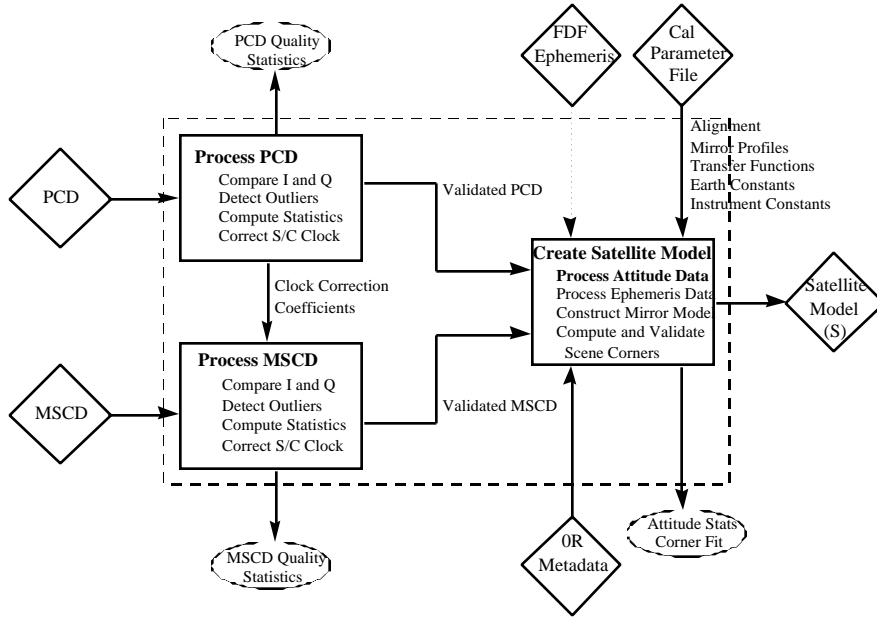 PCD Quality
Statistics
FDF
Ephemeris
Cal
Parameter
File
Alignment
Mirror Profiles
Transfer Functions
Earth Constants
Instrument Constants
PCD
Process PCD
Compare I and Q
Detect Outliers
Compute Statistics
Correct S/C Clock
Validated PCD
Clock Correction
Coefficients
Create Satellite Model
Process Attitude Data
Process Ephemeris Data
Construct Mirror Model
Compute and Validate
Scene Corners
Satellite
Model
(S)
MSCD
Process MSCD
Compare I and Q
Detect Outliers
Compute Statistics
Correct S/C Clock
Validated MSCD
MSCD Quality
Statistics
0R
Metadata
Attitude Stats
Corner Fit